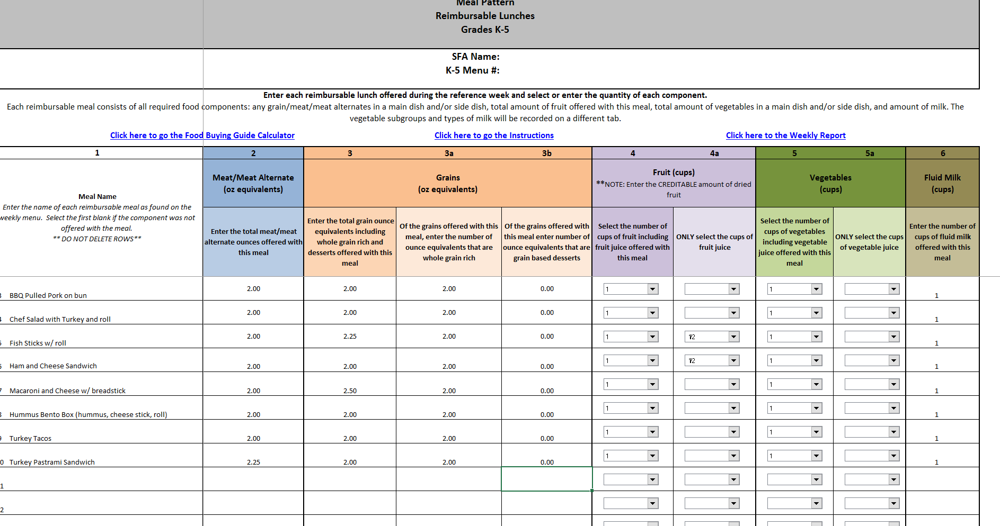 Meal Pattern
Reimbursable Lunches
Grades K-5
SFA Name:
K-5 Menu #:
Enter each reimbursable lunch offered during the reference week and select or enter the quantity of each component.
Each reimbursable meal consists of all required food components: any grain/meat/meat alternates in a main dish and/or side dish, total amount of fruit offered with this meal, total amount of vegetables in a main dish and/or side dish, and amount of milk. The
vegetable subgroups and types of milk will be recorded on a different tab.
Click here to go the Food Buying Guide Calculator Click here to go the Instructions Click here to the Weekly Report
1 2 3 3a 3b 4 4a 5 5a 6
Meal Name
Enter the name of each reimbursable meal as found on the
weekly menu. Select the first blank if the component was not
offered with the meal.
** DO NOT DELETE ROWS**
Meat/Meat Alternate
(oz equivalents)
Grains
(oz equivalents)
Fruit (cups)
**NOTE: Enter the CREDITABLE amount of dried
fruit
Vegetables
(cups)
Fluid Milk
(cups)
Enter the total meat/meat
alternate ounces offered with
this meal
Enter the total grain ounce
equivalents including
whole grain rich and
desserts offered with this
meal
Of the grains offered with this
meal, enter the number of
ounce equivalents that are
whole grain rich
Of the grains offered with
this meal enter number of
ounce equivalents that are
grain based desserts
Select the number of
cups of fruit including
fruit juice offered with
this meal
ONLY select the cups of
fruit juice
Select the number of
cups of vegetables
including vegetable
juice offered with this
meal
ONLY select the cups
of vegetable juice
Enter the number of
cups of fluid milk
offered with this
meal
BBQ Pulled Pork on bun 2.00 2.00 2.00 0.00 1 1 1
Chef Salad with Turkey and roll 2.00 2.00 2.00 0.00 1 1 1
Fish Sticks w/ roll 2.00 2.25 2.00 0.00 1 1/2 1 1
Ham and Cheese Sandwich 2.00 2.00 2.00 0.00 1 1/2 1 1
Macaroni and Cheese w/ breadstick 2.00 2.50 2.00 0.00 1 1 1
Hummus Bento Box (hummus, cheese stick, roll) 2.00 2.00 2.00 0.00 1 1 1
Turkey Tacos 2.00 2.00 2.00 0.00 1 1 1
0 Turkey Pastrami Sandwich 2.25 2.00 2.00 0.00 1 1 1
1
2